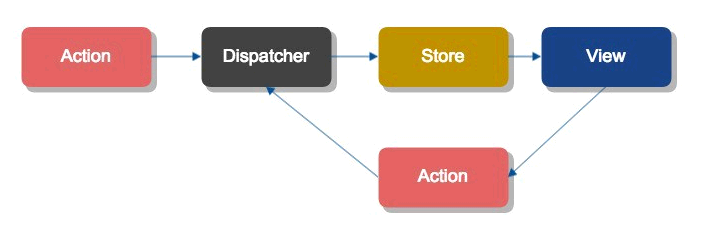 Action
Dispatcher
Store
View
Action